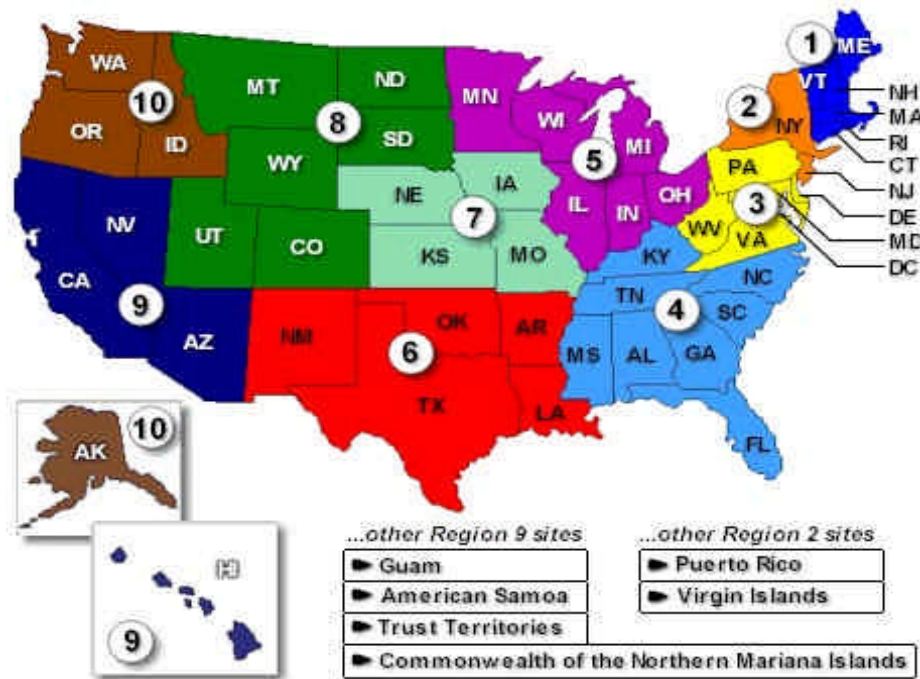 1
ME
WA
MT
ND
MN
VT
NH
10
2
MA
8
WI
NY
RI
OR
ID
SD
MI
CT
WY
5
PA
NJ
NE
IA
OH
3
DE
NV
7
IL
IN
WV
MD
UT
CO
VA
DC
KS
MO
KY
CA
NC
9
TN
AZ
4
SC
NM
OK
AR
6
MS
AL
GA
TX
LA
10
FL
AK
...other Region 9 sites
...other Region 2 sites
Guam
Puerto Rico
HI
American Samoa
Virgin Islands
Trust Territories
9
Commonwealth of the Northern Mariana Islands